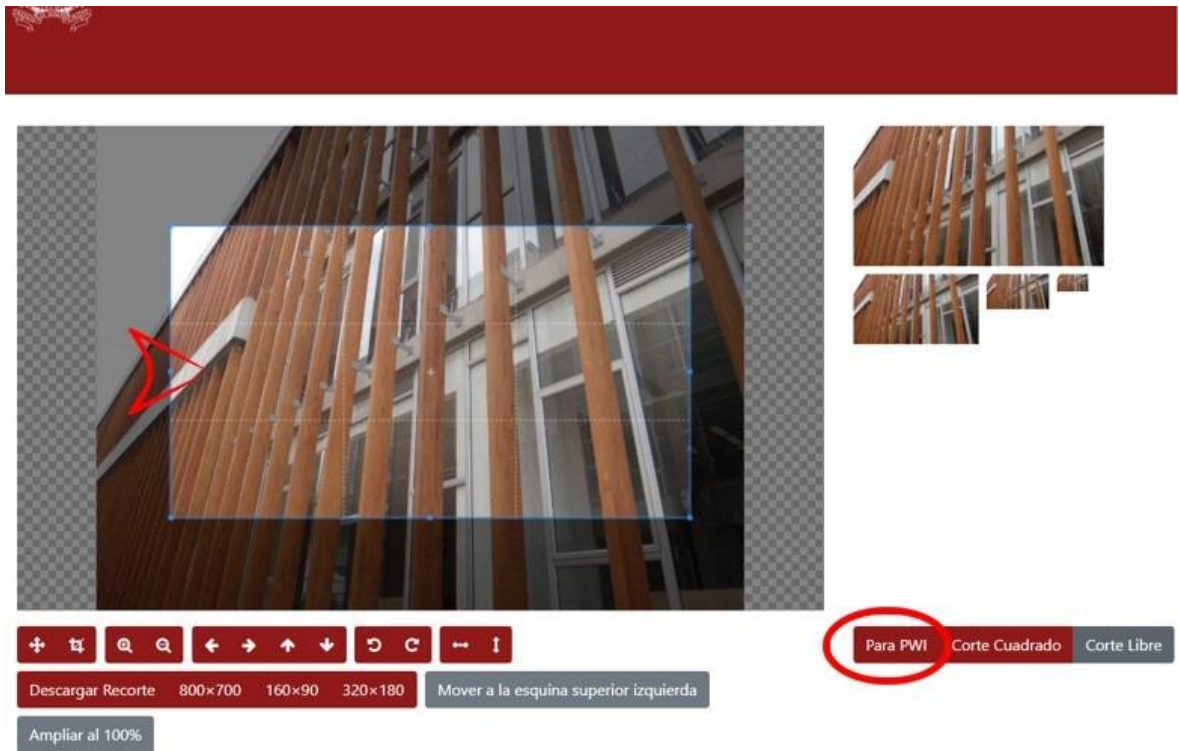 Para PWI Corte Cuadrado Corte Libre
Descargar Recorte 800×700 160×90 320×180 Mover a la esquina superior izquierda
Ampliar al 100%